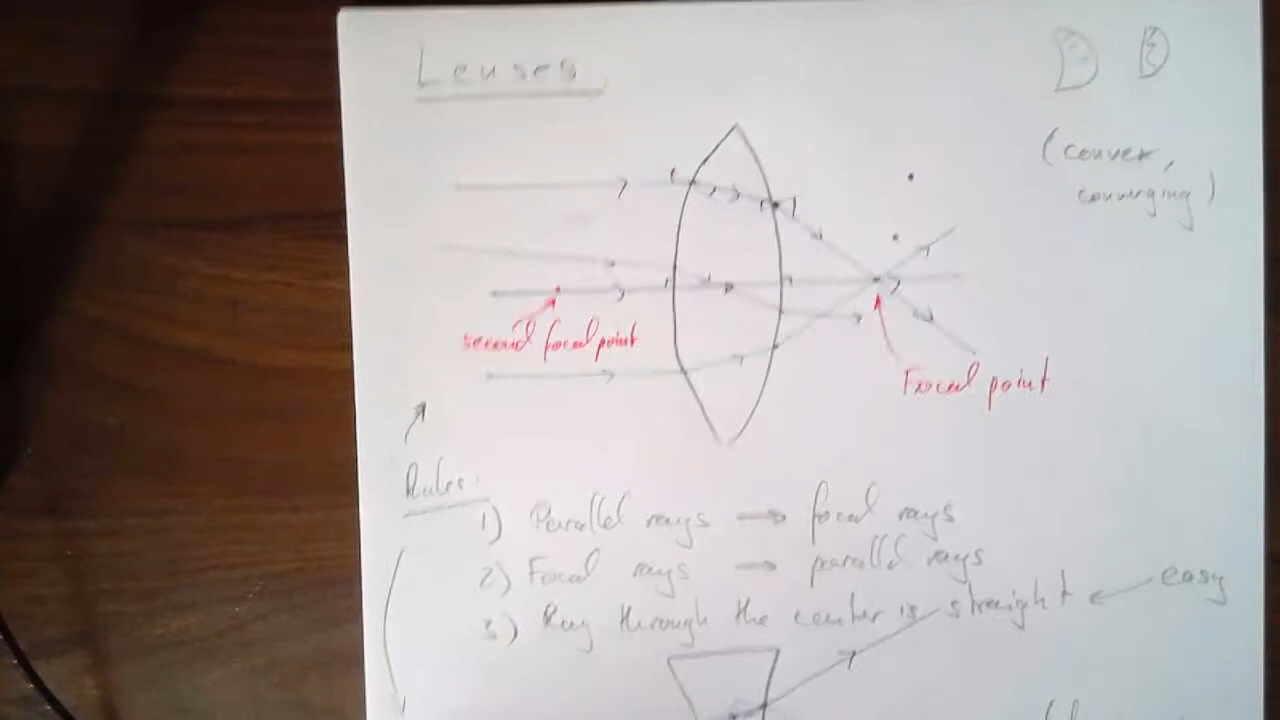 Lenses
(convex,
converging)
second focal point
Focal point
Rules:
1) Parallel rays → focal rays
2) Focal rays → parallel rays
3) Ray through the center is straight ← easy